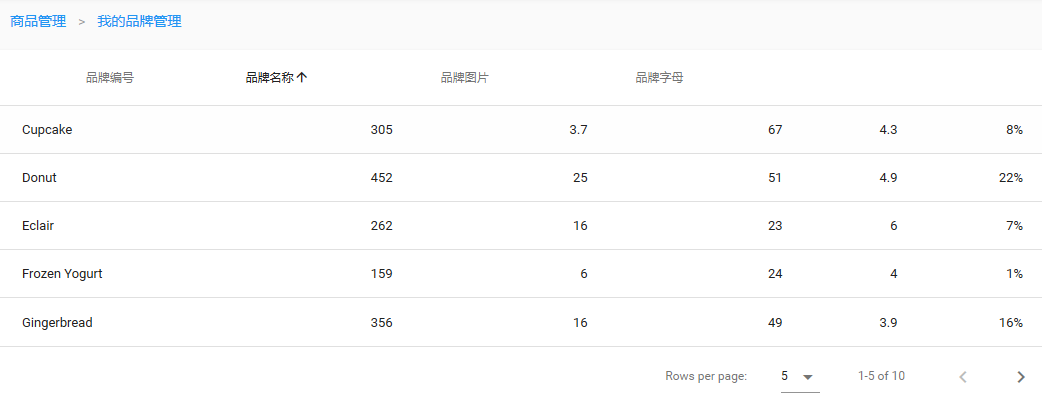 商品管理 > 我的品牌管理
品牌编号 品牌名称↑ 品牌图片 品牌字母
Cupcake 305 3.7 67 4.3 8%
Donut 452 25 51 4.9 22%
Eclair 262 16 23 6 7%
Frozen Yogurt 159 6 24 4 1%
Gingerbread 356 16 49 3.9 16%
Rows per page: 5 1-5 of 10